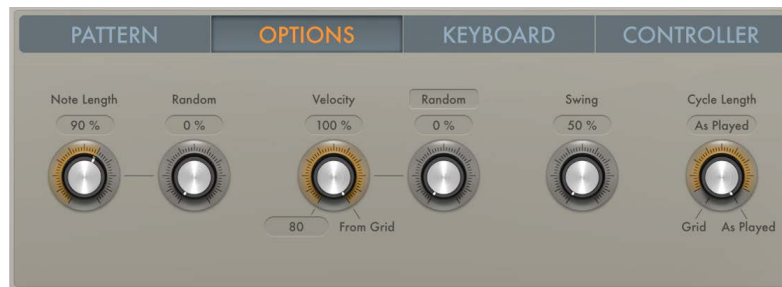 PATTERN OPTIONS KEYBOARD CONTROLLER
Note Length Random Velocity Random Swing Cycle Length
90 % 0 % 100 % 0 % 50 % As Played
80 From Grid Grid As Played